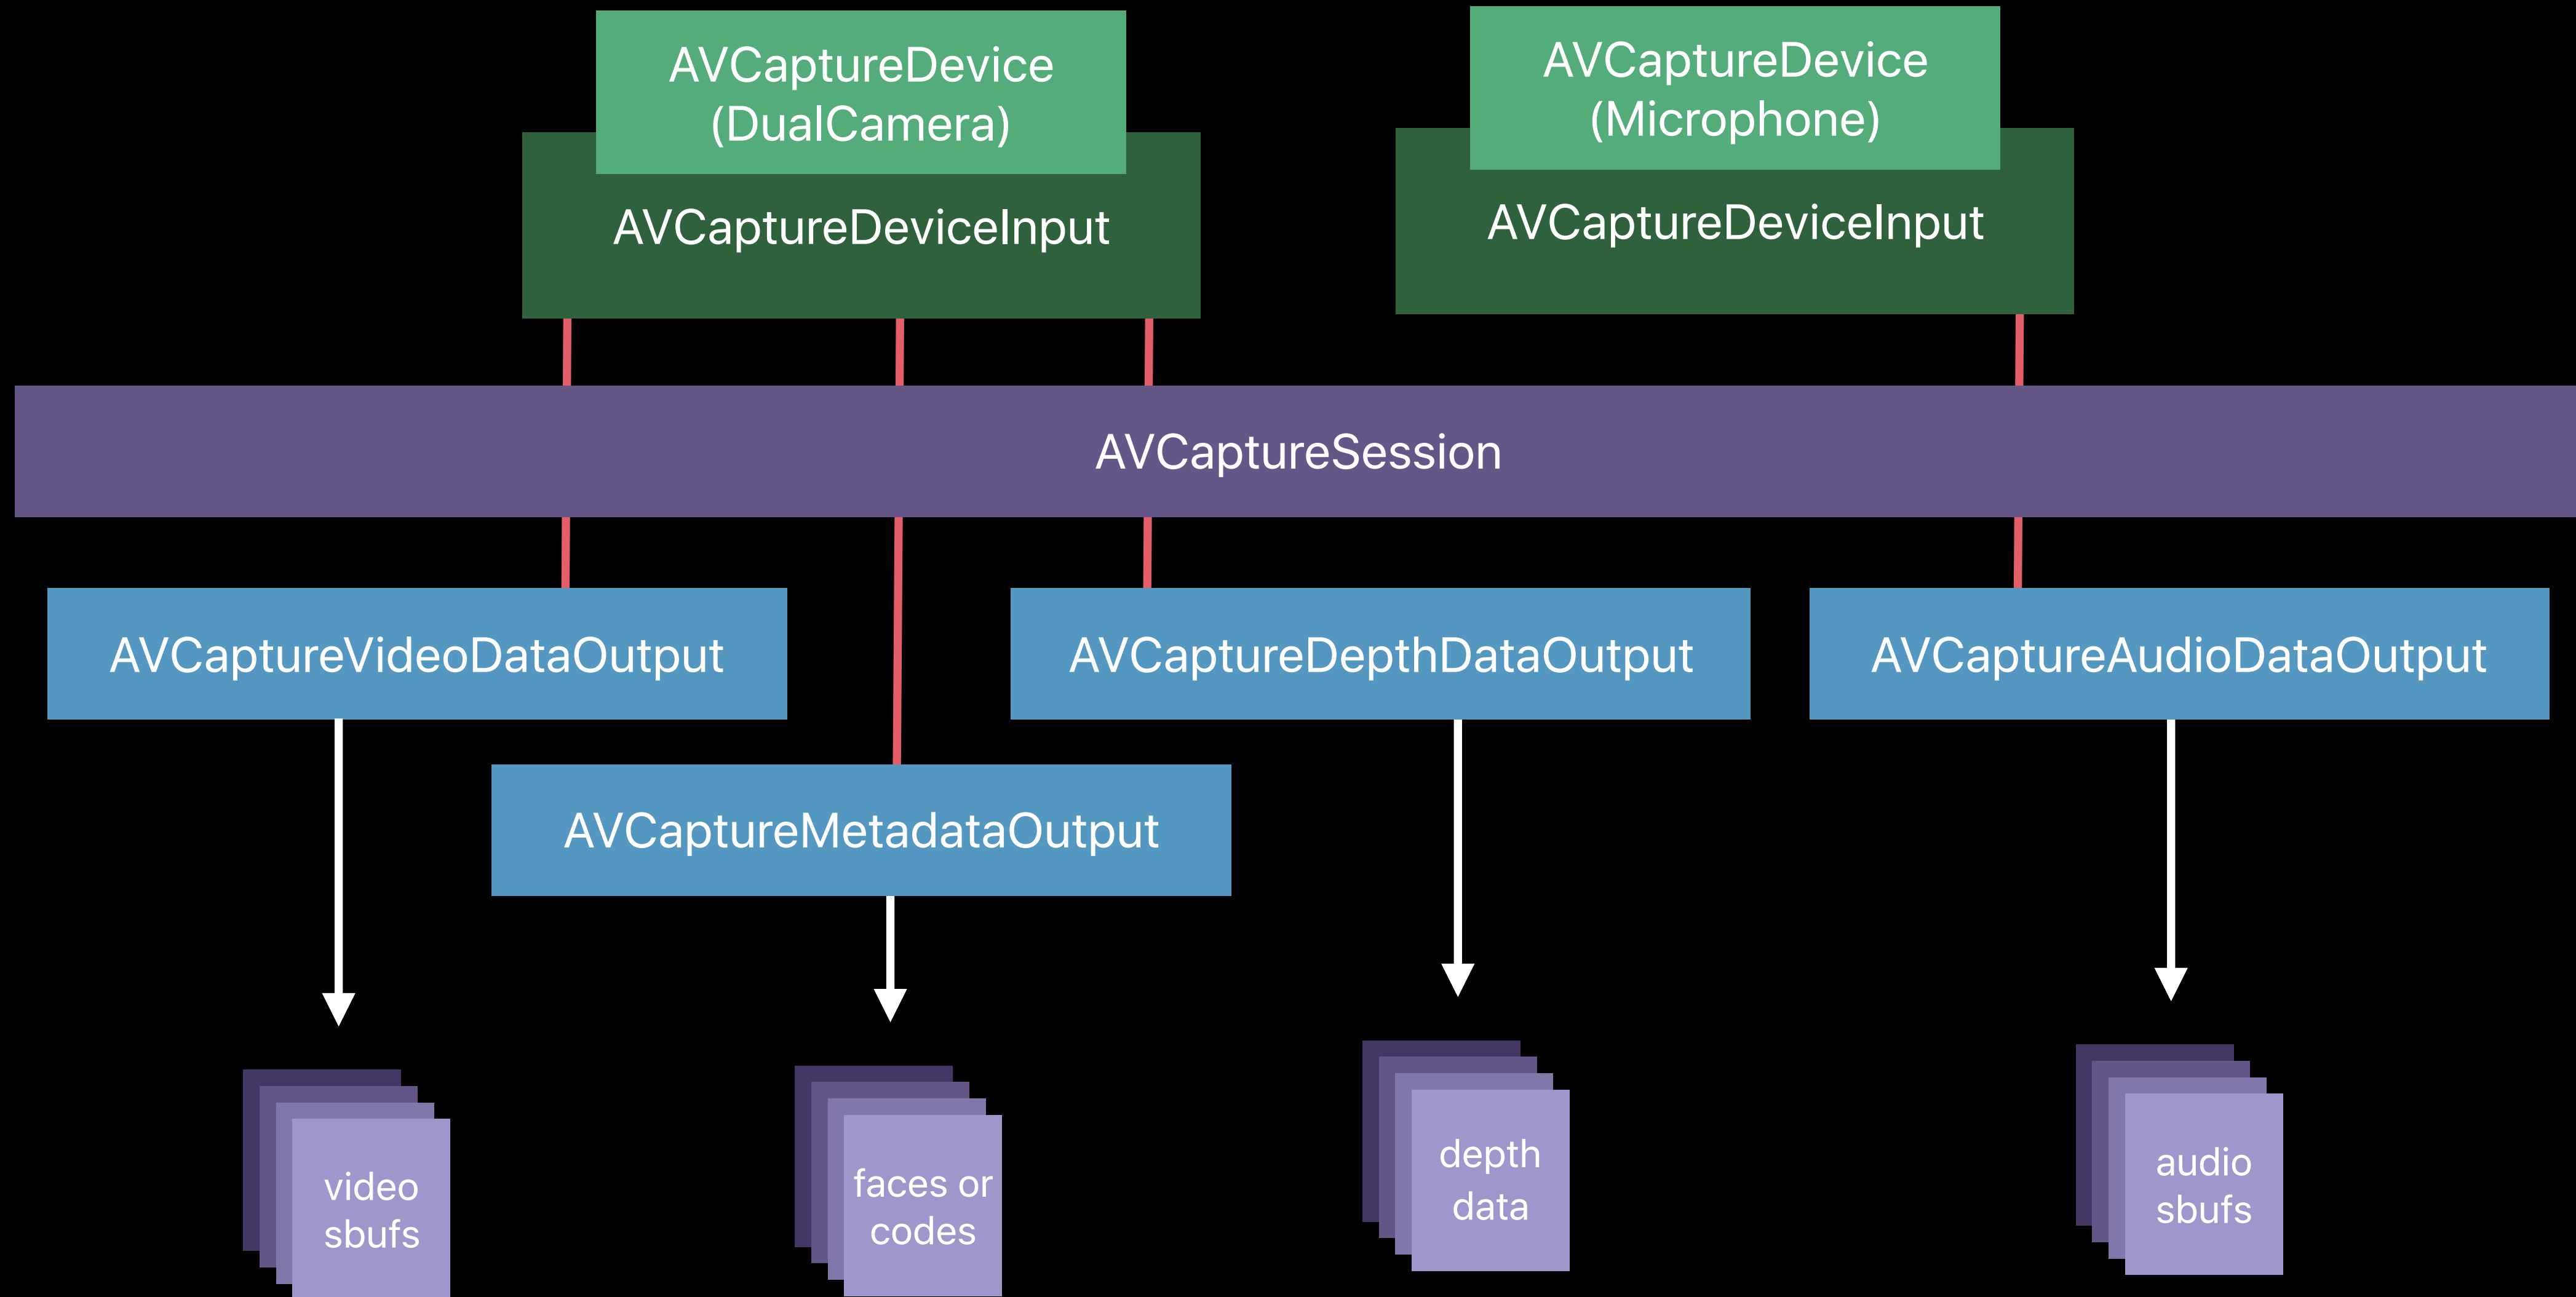 AVCaptureDevice
(DualCamera)
AVCaptureDeviceInput
AVCaptureDevice
(Microphone)
AVCaptureDeviceInput
AVCaptureSession
AVCaptureVideoDataOutput
AVCaptureDepthDataOutput
AVCaptureAudioDataOutput
AVCaptureMetadataOutput
video
sbufs
faces or
codes
depth
data
audio
sbufs